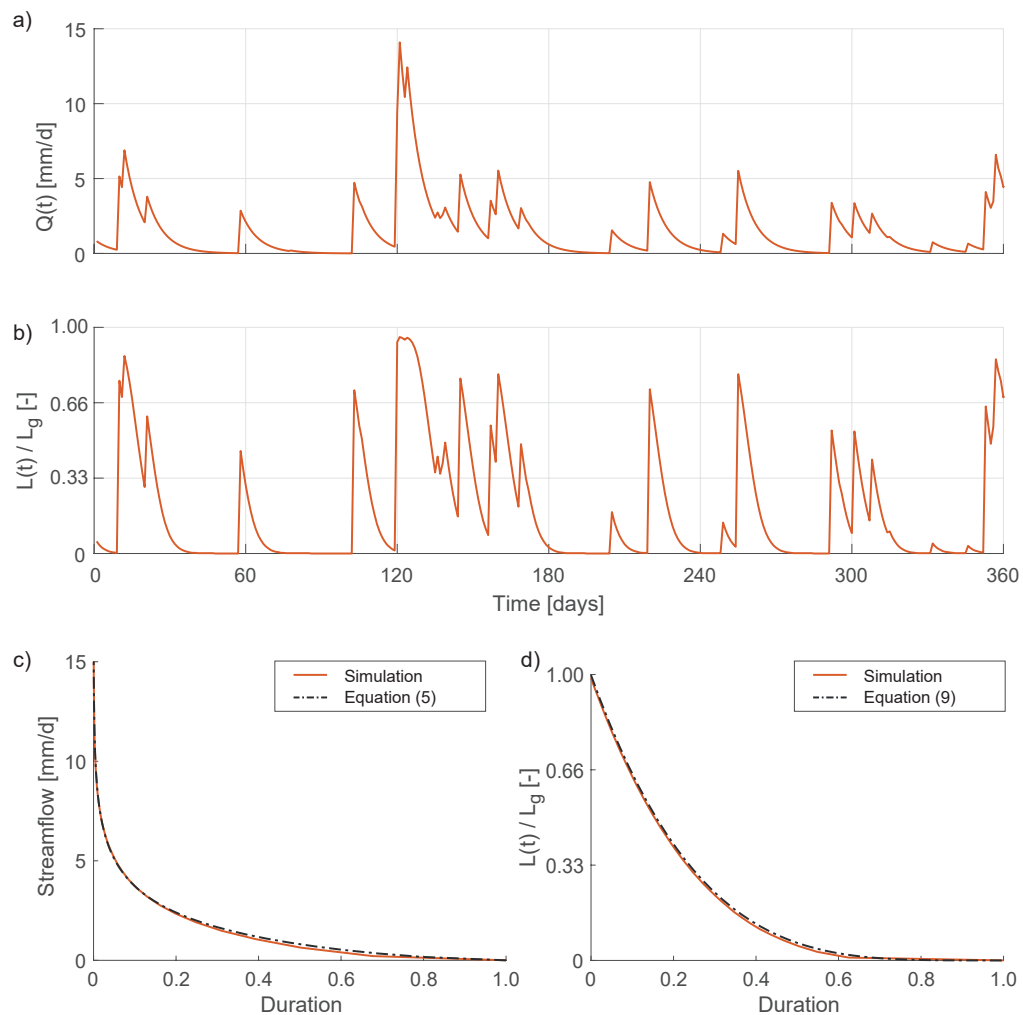 a)
15
10
5
0
Q(t) [mm/d]
b)
1.00
0.66
0.33
0
L(t) / Lg [-]
0 60 120 180 240 300 360
Time [days]
c)
15
10
5
0
Streamflow [mm/d]
Simulation
Equation (5)
0 0.2 0.4 0.6 0.8 1.0
Duration
d)
1.00
0.66
0.33
0
L(t) / Lg [-]
Simulation
Equation (9)
0 0.2 0.4 0.6 0.8 1.0
Duration